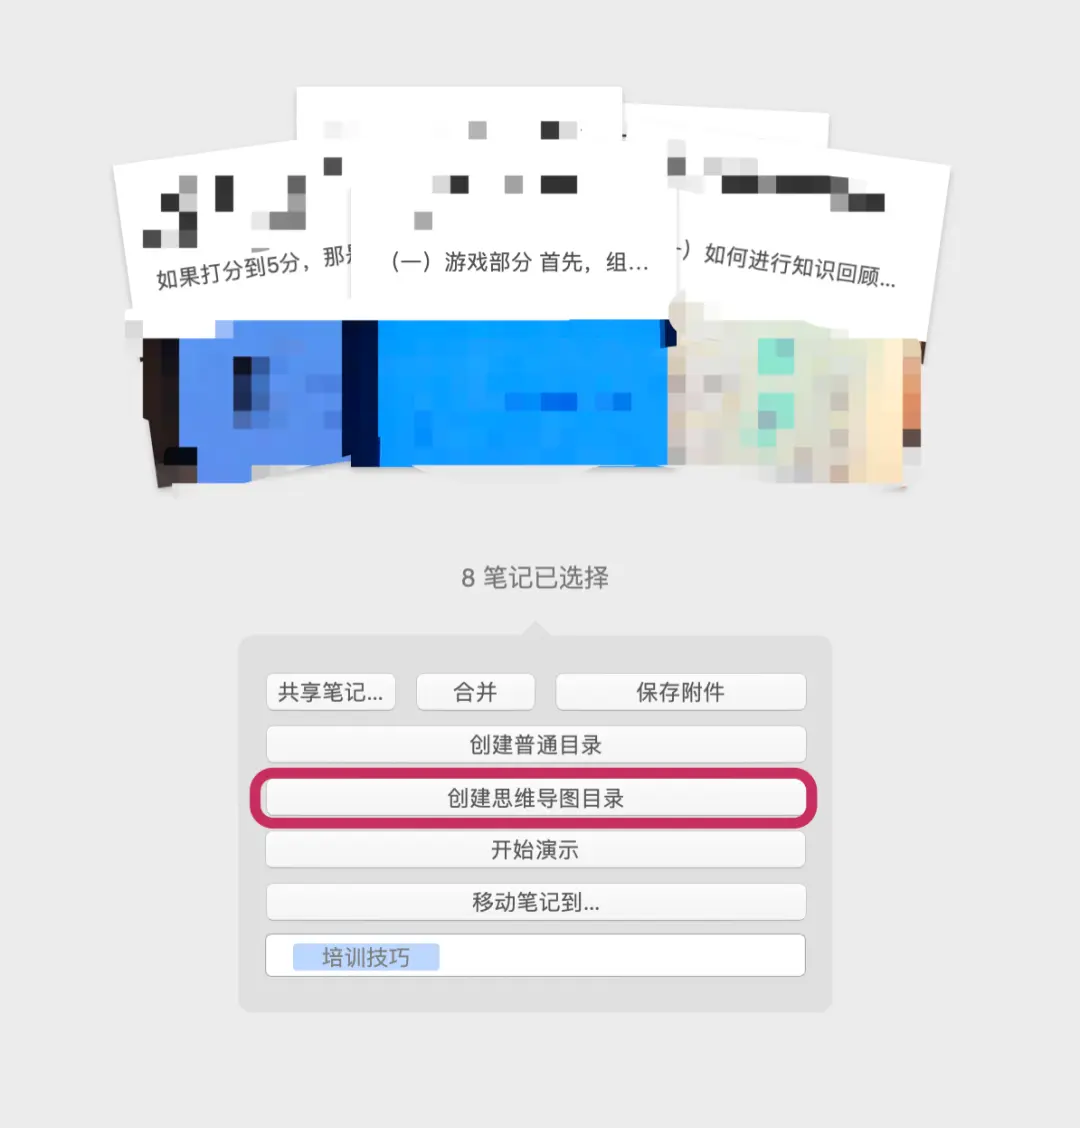 如果打分到5分，那是
（一）游戏部分 首先，组...
一）如何进行知识回顾...
8 笔记已选择
共享笔记...
合并
保存附件
创建普通目录
创建思维导图目录
开始演示
移动笔记到...
培训技巧